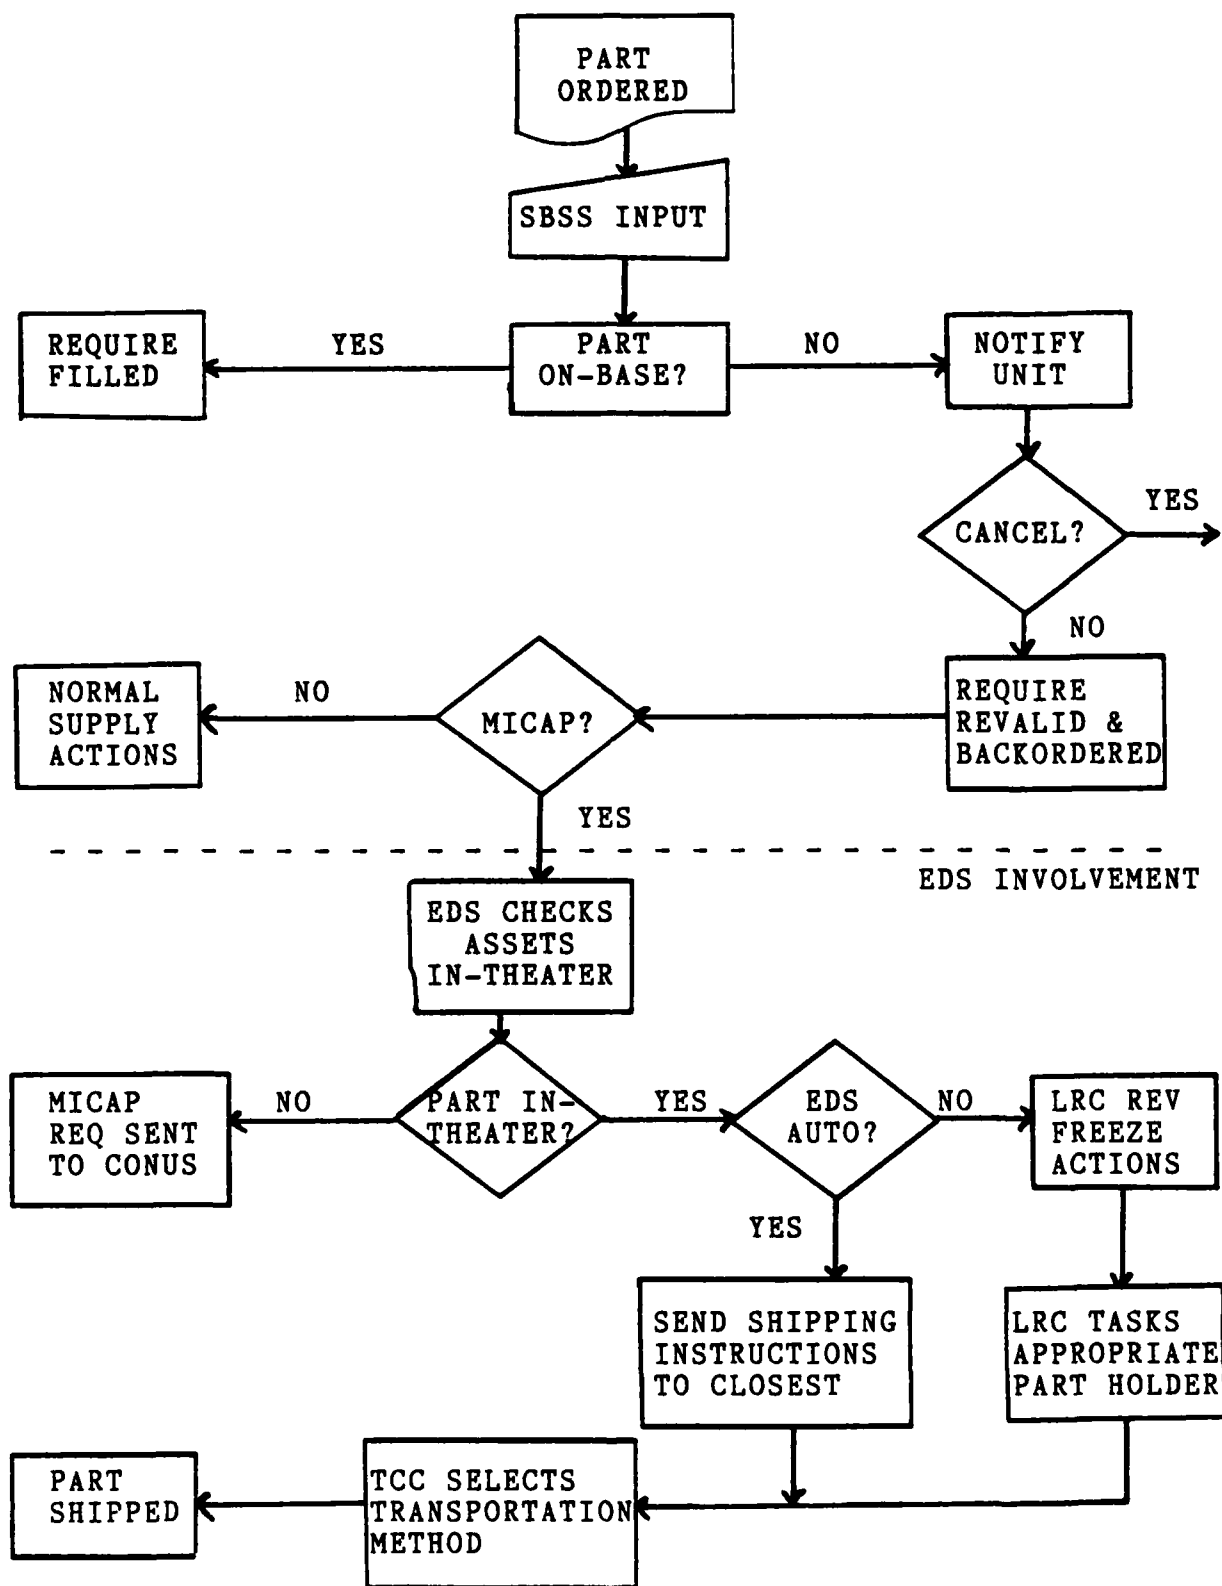 PART
ORDERED
SBSS INPUT
REQUIRE
FILLED
YES
PART
ON-BASE?
NO
NOTIFY
UNIT
CANCEL?
YES
NO
NORMAL
SUPPLY
ACTIONS
NO
MICAP?
REQUIRE
REVALID &
BACKORDERED
YES
EDS INVOLVEMENT
EDS CHECKS
ASSETS
IN-THEATER
MICAP
REQ SENT
TO CONUS
NO
PART IN-
THEATER?
YES
EDS
AUTO?
NO
LRC REV
FREEZE
ACTIONS
YES
SEND SHIPPING
INSTRUCTIONS
TO CLOSEST
LRC TASKS
APPROPRIATE
PART HOLDER
PART
SHIPPED
TCC SELECTS
TRANSPORTATION
METHOD